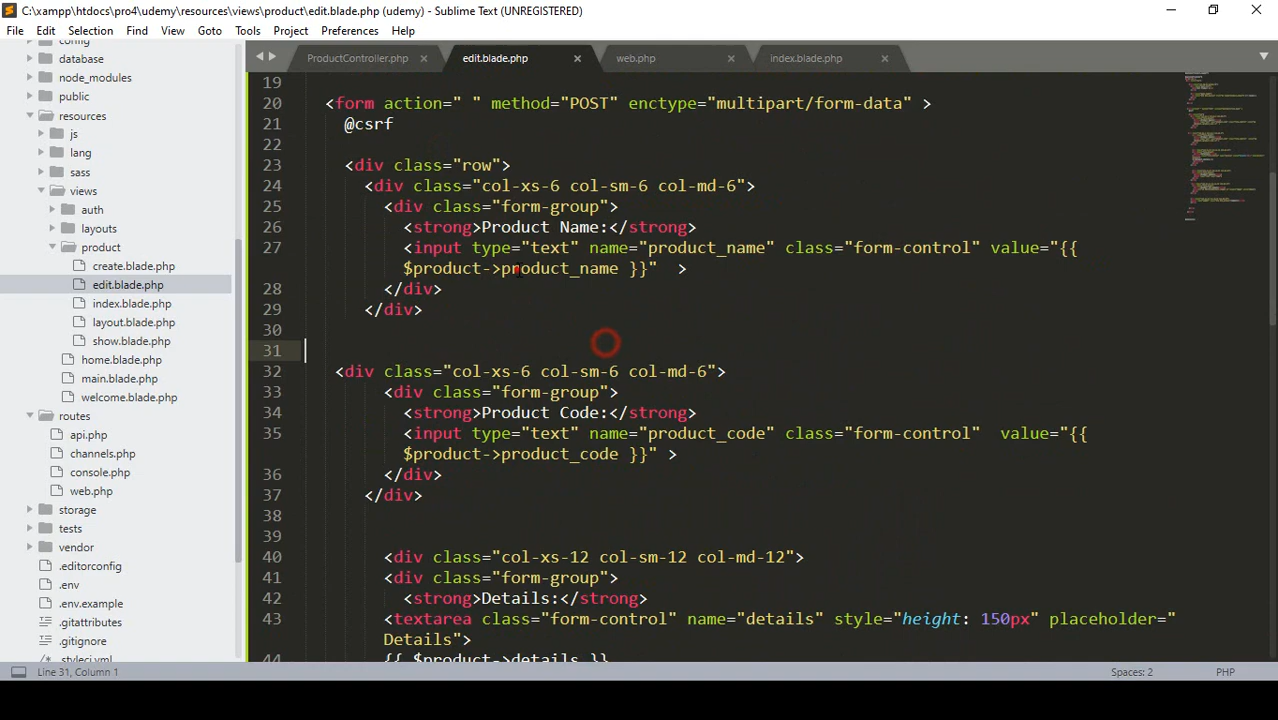 C:\xampp\htdocs\pro4\udemy\resources\views\product\edit.blade.php (udemy) - Sublime Text (UNREGISTERED)
File Edit Selection Find View Goto Tools Project Preferences Help
config
database
node_modules
public
resources
js
lang
sass
views
auth
layouts
product
create.blade.php
edit.blade.php
index.blade.php
layout.blade.php
show.blade.php
home.blade.php
main.blade.php
welcome.blade.php
routes
api.php
channels.php
console.php
web.php
storage
tests
vendor
.editorconfig
.env
.env.example
.gitattributes
.gitignore
.styleci.yml
ProductController.php edit.blade.php web.php index.blade.php
19
20 <form action=" " method="POST" enctype="multipart/form-data" >
21 @csrf
22
23 <div class="row">
24 <div class="col-xs-6 col-sm-6 col-md-6">
25 <div class="form-group">
26 <strong>Product Name:</strong>
27 <input type="text" name="product_name" class="form-control" value="{{
$product->product_name }}" >
28 </div>
29 </div>
30
31
32 <div class="col-xs-6 col-sm-6 col-md-6">
33 <div class="form-group">
34 <strong>Product Code:</strong>
35 <input type="text" name="product_code" class="form-control" value="{{
$product->product_code }}" >
36 </div>
37 </div>
38
39
40 <div class="col-xs-12 col-sm-12 col-md-12">
41 <div class="form-group">
42 <strong>Details:</strong>
43 <textarea class="form-control" name="details" style="height: 150px" placeholder="
Details">
44 {{ $product->details }}
Line 31, Column 1 Spaces: 2 PHP